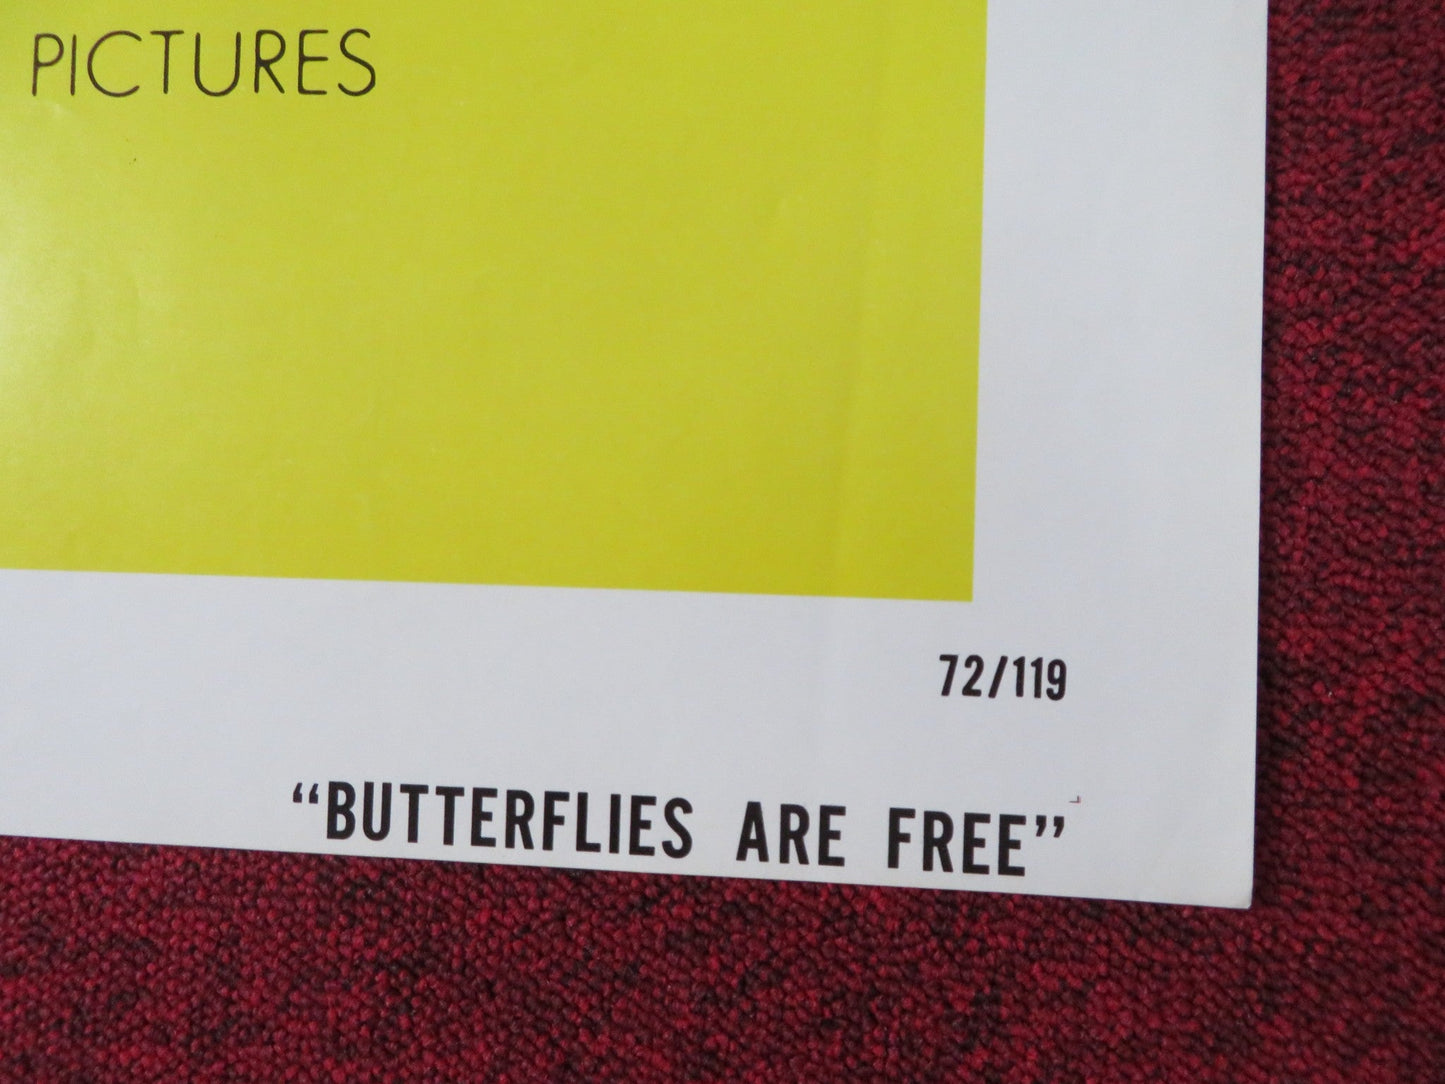 PICTURES
72/119
“BUTTERFLIES ARE FREE”